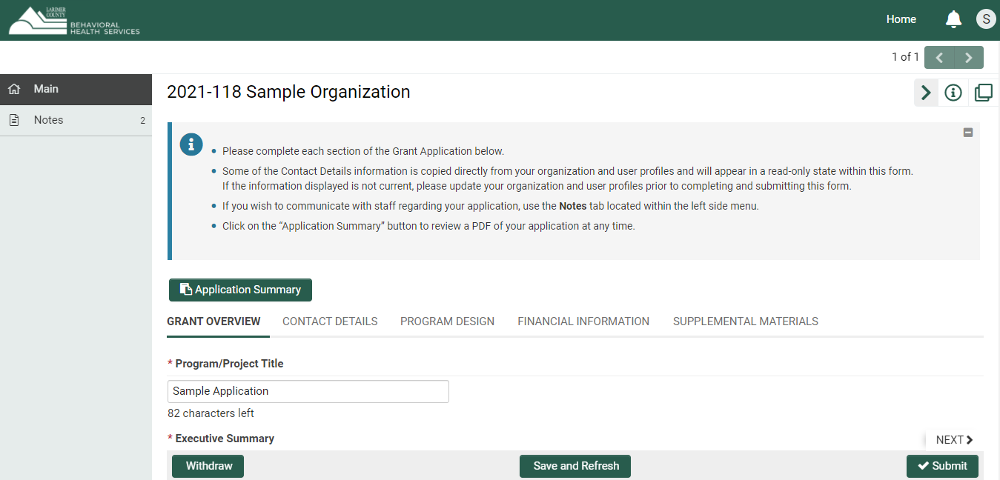 LARIMER
COUNTY
BEHAVIORAL
HEALTH SERVICES
Home
S
1 of 1
Main
Notes 2
2021-118 Sample Organization
Please complete each section of the Grant Application below.
Some of the Contact Details information is copied directly from your organization and user profiles and will appear in a read-only state within this form.
If the information displayed is not current, please update your organization and user profiles prior to completing and submitting this form.
If you wish to communicate with staff regarding your application, use the Notes tab located within the left side menu.
Click on the “Application Summary” button to review a PDF of your application at any time.
Application Summary
GRANT OVERVIEW CONTACT DETAILS PROGRAM DESIGN FINANCIAL INFORMATION SUPPLEMENTAL MATERIALS
* Program/Project Title
Sample Application
82 characters left
* Executive Summary
NEXT
Withdraw Save and Refresh Submit